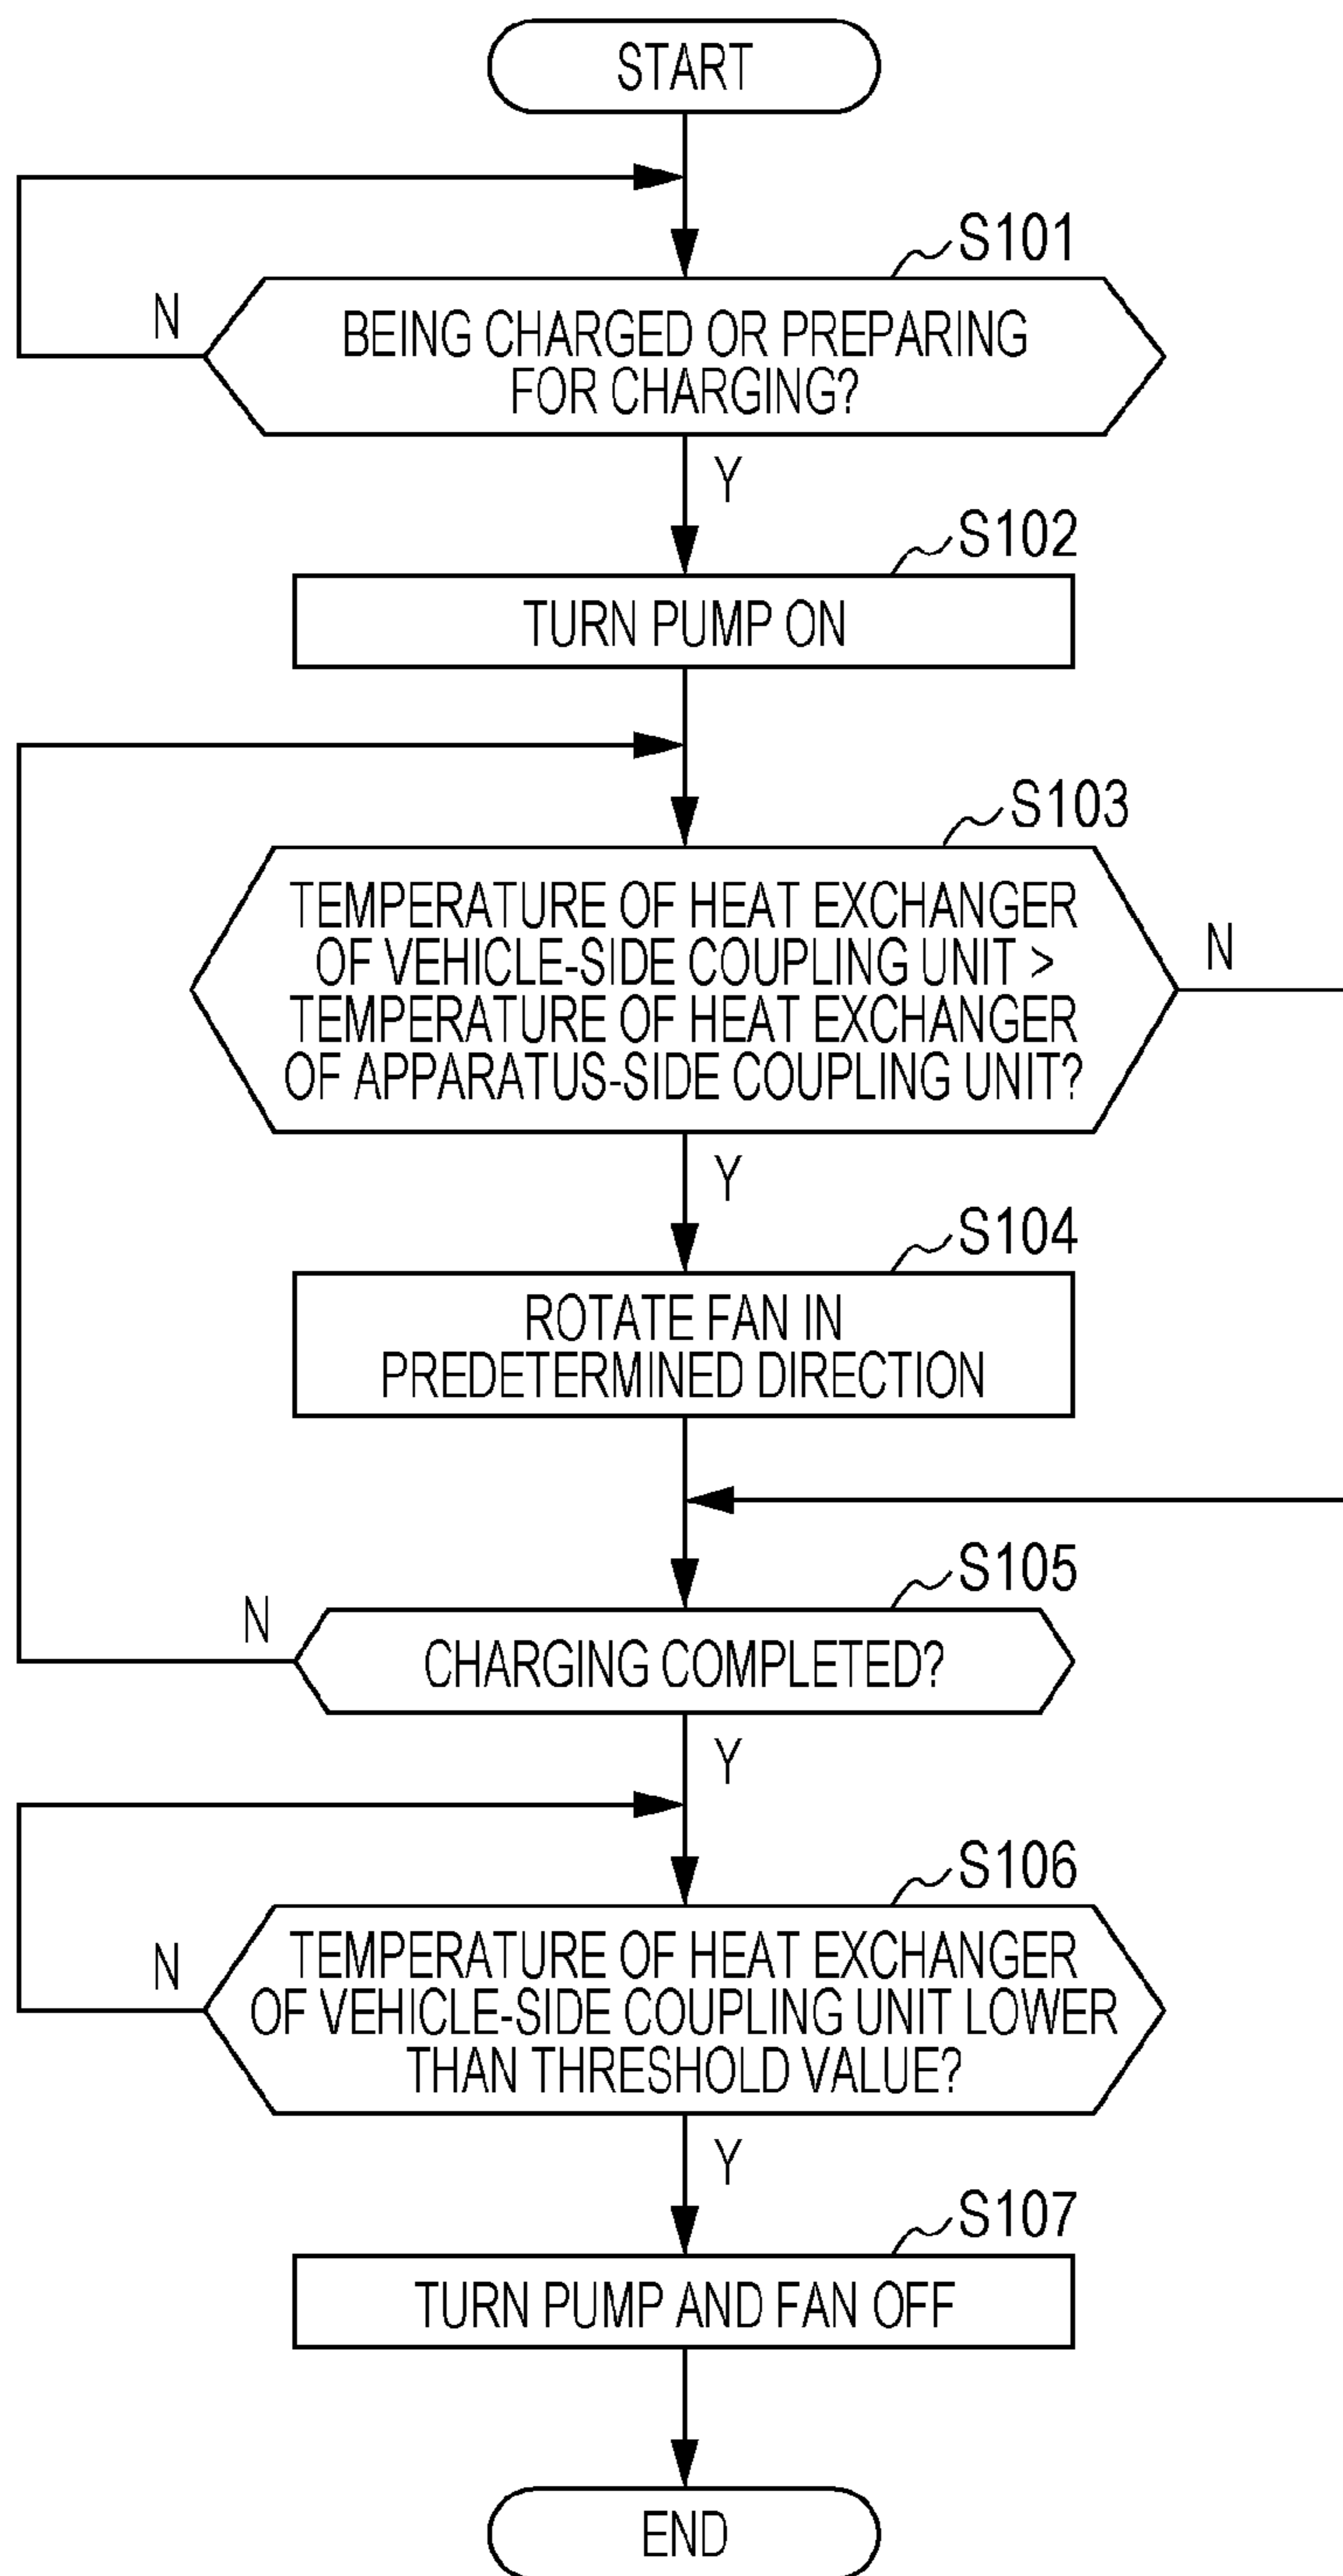 START
S101
N
BEING CHARGED OR PREPARING
FOR CHARGING?
Y
S102
TURN PUMP ON
S103
TEMPERATURE OF HEAT EXCHANGER
OF VEHICLE-SIDE COUPLING UNIT >
TEMPERATURE OF HEAT EXCHANGER
OF APPARATUS-SIDE COUPLING UNIT?
N
Y
S104
ROTATE FAN IN
PREDETERMINED DIRECTION
S105
N
CHARGING COMPLETED?
Y
S106
N
TEMPERATURE OF HEAT EXCHANGER
OF VEHICLE-SIDE COUPLING UNIT LOWER
THAN THRESHOLD VALUE?
Y
S107
TURN PUMP AND FAN OFF
END